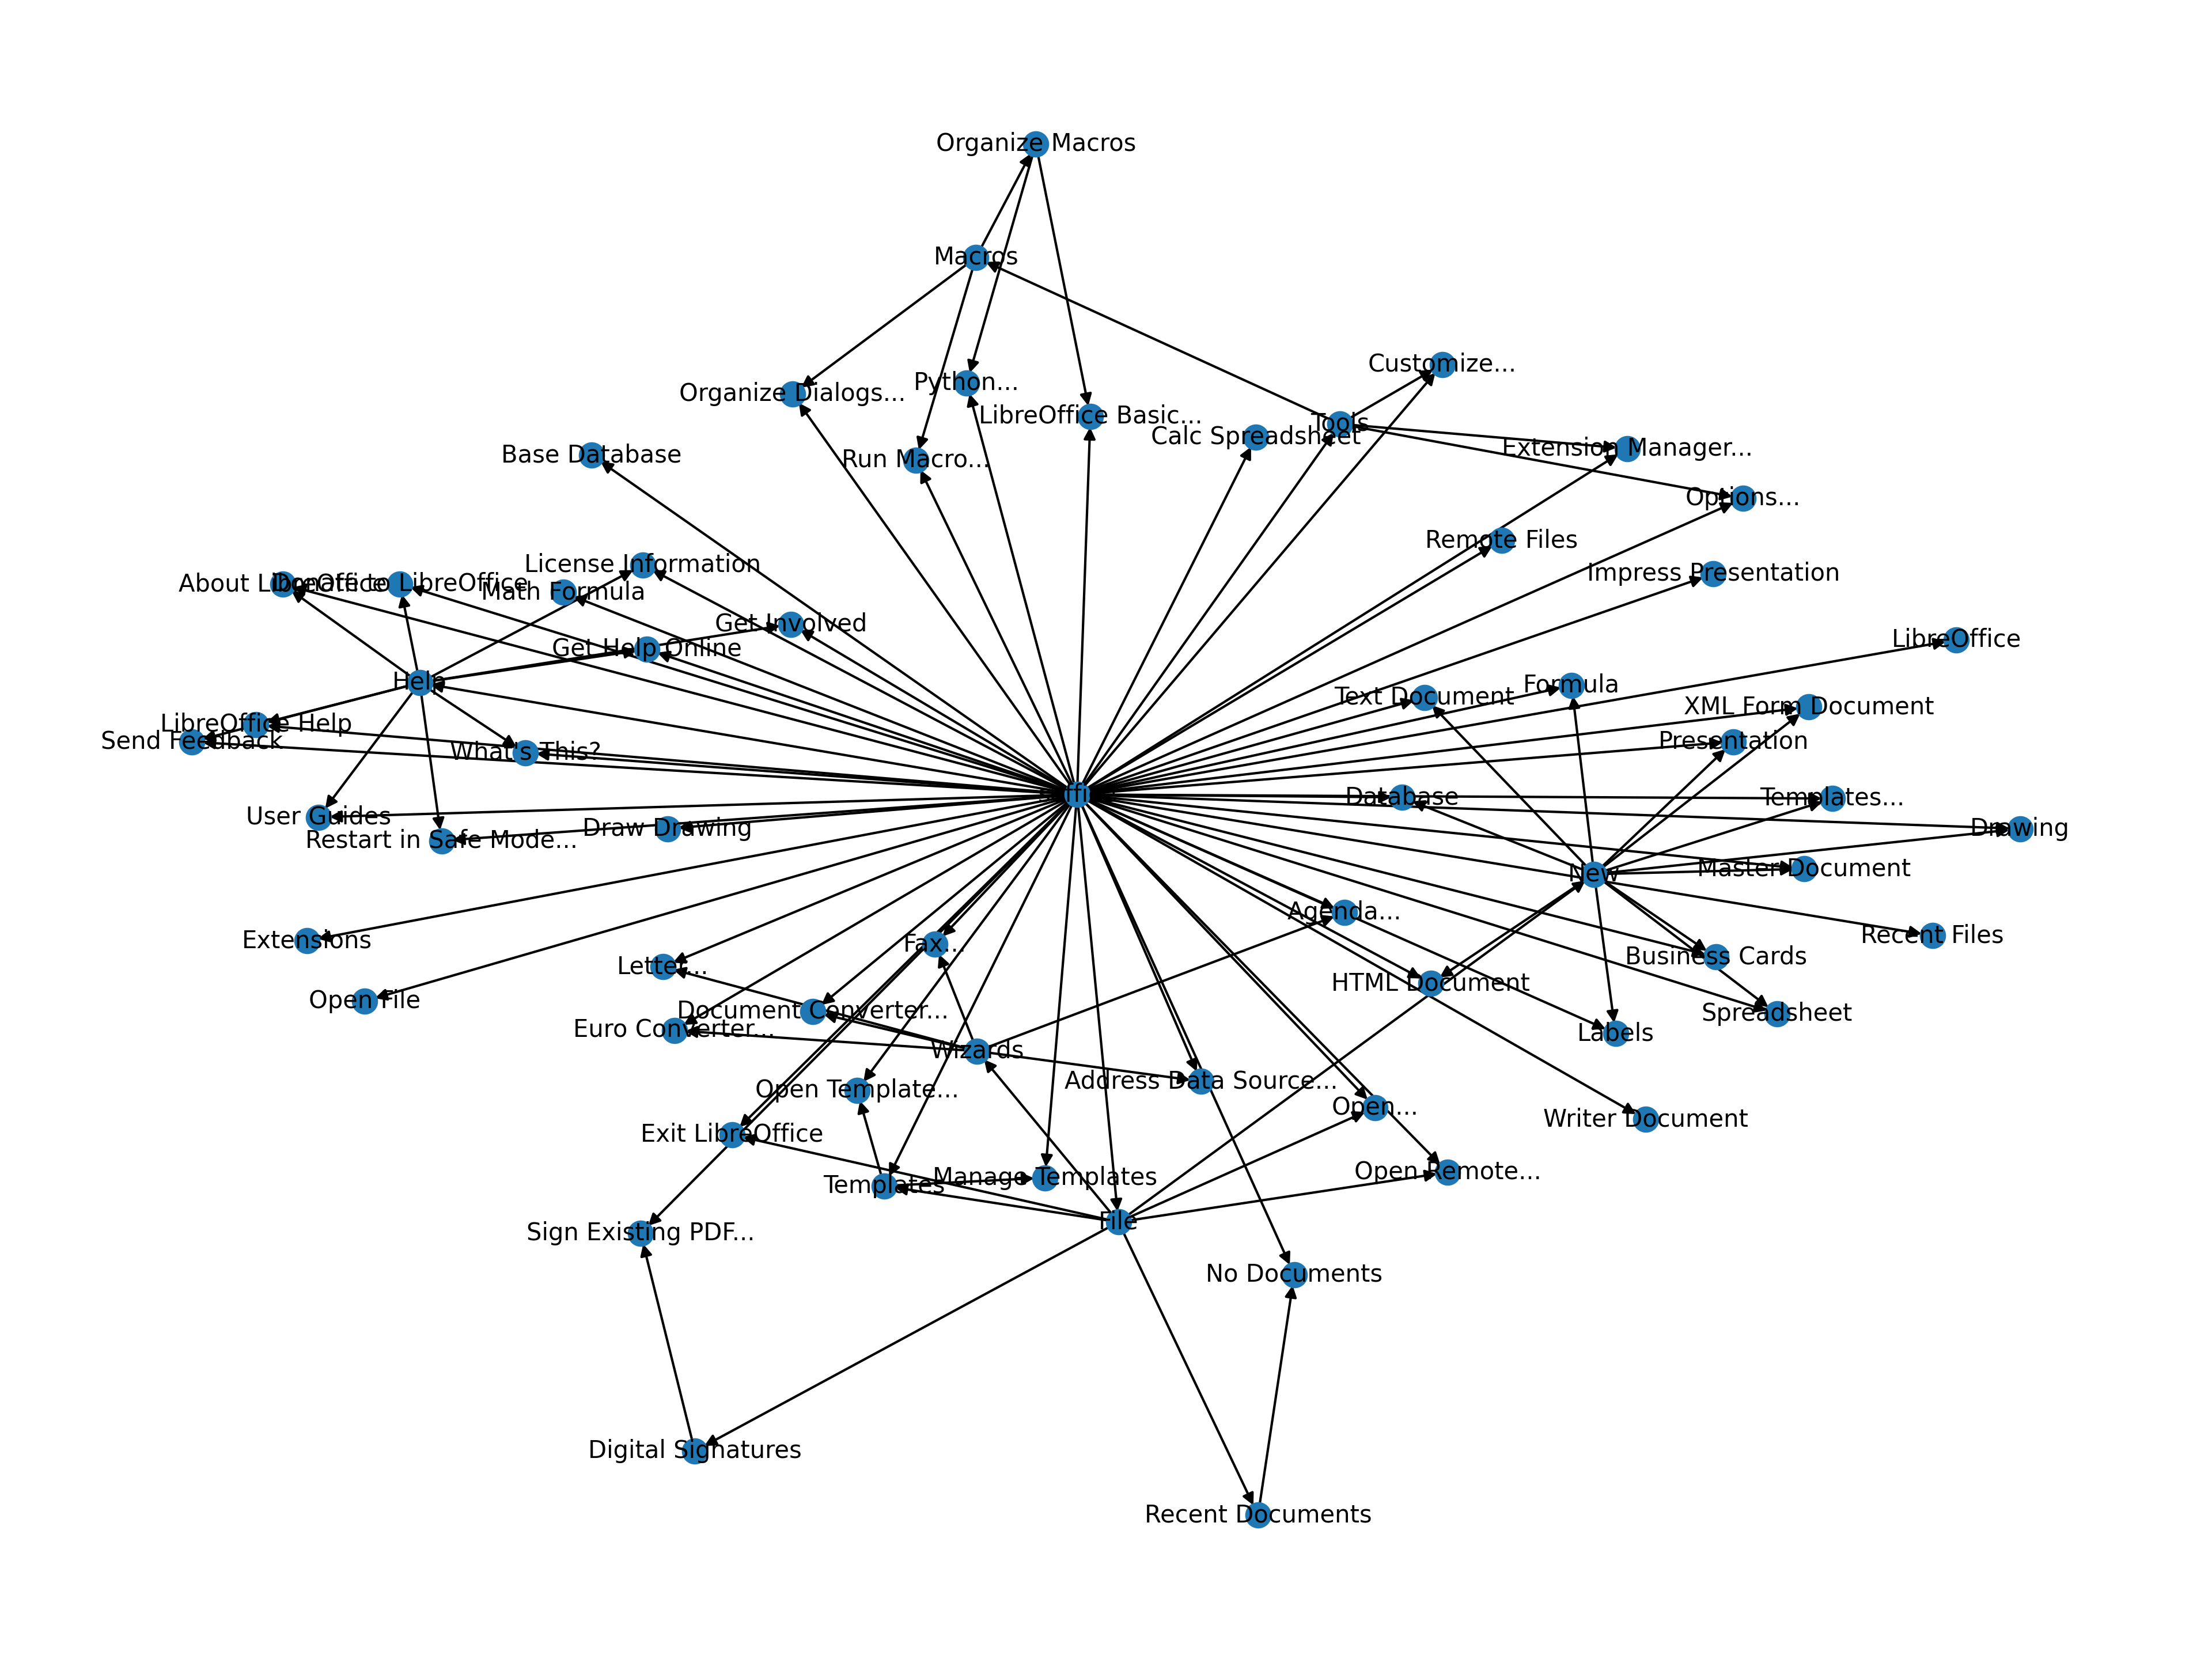 Organize Macros
Macros
Customize...
Python...
Organize Dialogs...
LibreOffice Basic...
Tools
Calc Spreadsheet
Extension Manager...
Base Database
Run Macro...
Options...
Remote Files
License Information
Impress Presentation
About LibreOffice
Donate to LibreOffice
Math Formula
Get Involved
LibreOffice
Get Help Online
Help
Formula
Text Document
XML Form Document
LibreOffice Help
Send Feedback
Presentation
What's This?
Database
Templates...
User Guides
Draw Drawing
Drawing
Restart in Safe Mode...
Master Document
New
Agenda...
Recent Files
Extensions
Fax...
Business Cards
Letter...
HTML Document
Open File
Document Converter...
Spreadsheet
Euro Converter...
Labels
Wizards
Address Data Source...
Open Template...
Open...
Writer Document
Exit LibreOffice
Open Remote...
Manage Templates
Templates
File
Sign Existing PDF...
No Documents
Digital Signatures
Recent Documents